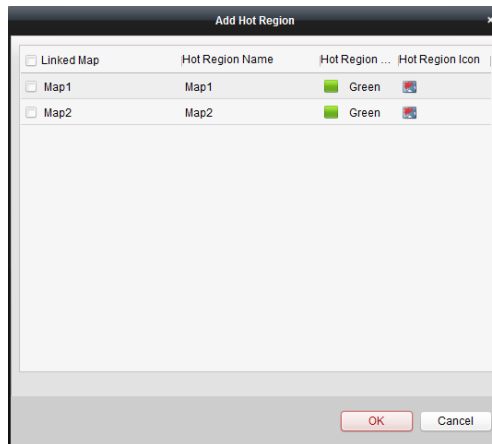 Add Hot Region
Linked Map Hot Region Name Hot Region ... Hot Region Icon
Map1 Map1 Green
Map2 Map2 Green
OK Cancel